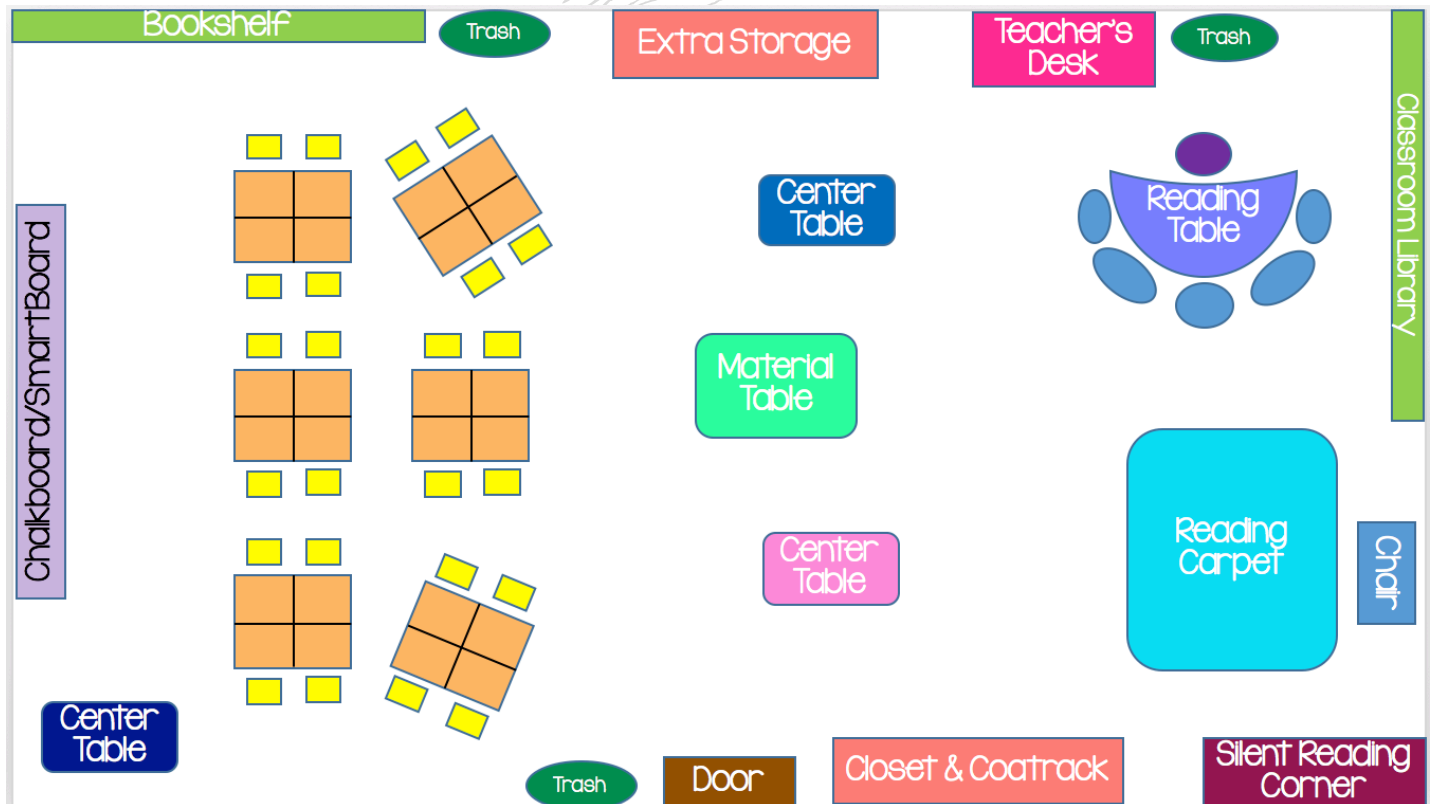 Bookshelf
Trash
Extra Storage
Teacher's
Desk
Trash
Classroom Library
Chalkboard/SmartBoard
Center
Table
Reading
Table
Material
Table
Center
Table
Reading
Carpet
Chair
Center
Table
Trash
Door
Closet & Coatrack
Silent Reading
Corner